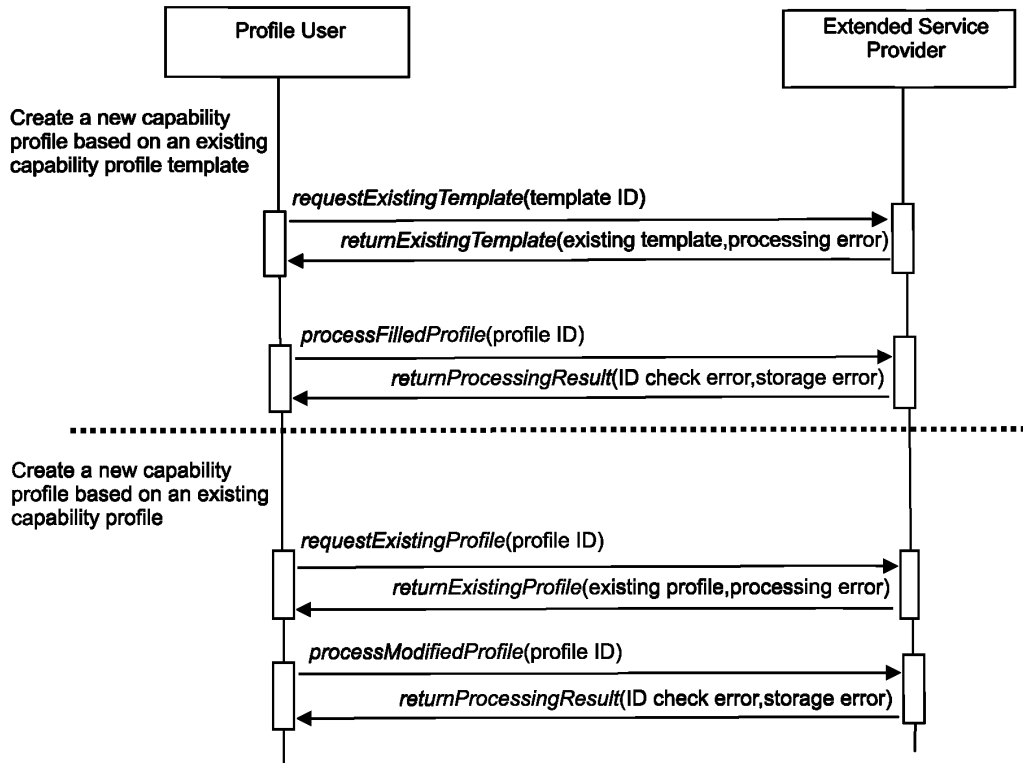 Profile User
Extended Service
Provider
Create a new capability
profile based on an existing
capability profile template
requestExistingTemplate(template ID)
returnExistingTemplate(existing template,processing error)
processFilledProfile(profile ID)
returnProcessingResult(ID check error,storage error)
Create a new capability
profile based on an existing
capability profile
requestExistingProfile(profile ID)
returnExistingProfile(existing profile,processing error)
processModifiedProfile(profile ID)
returnProcessingResult(ID check error,storage error)